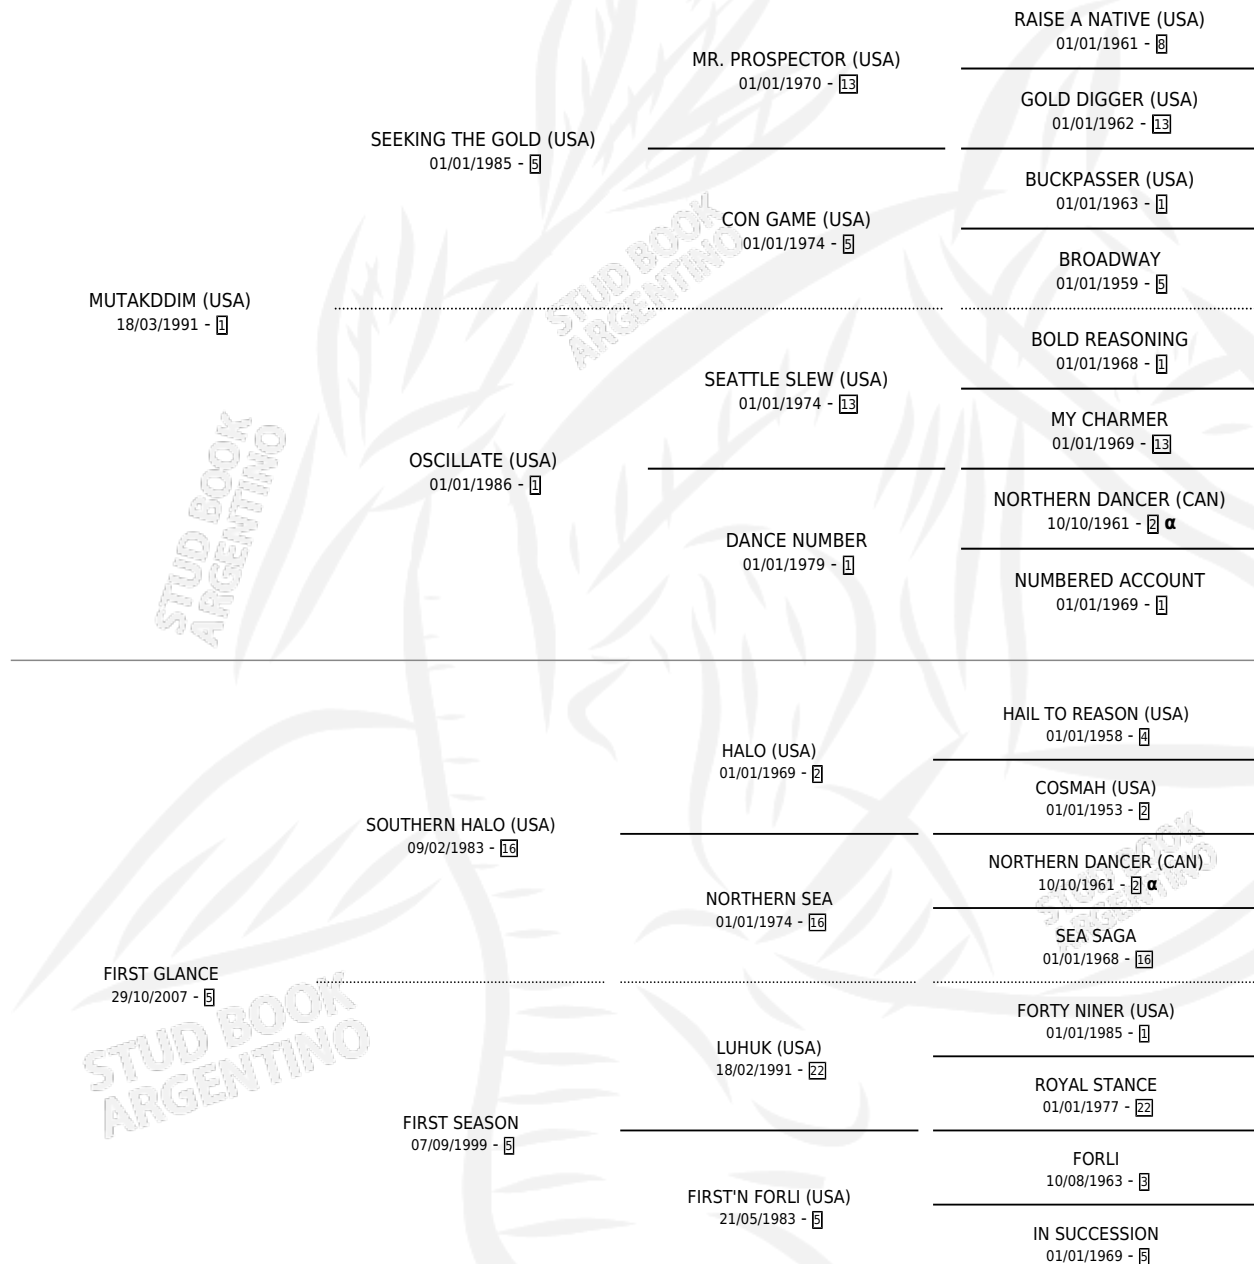 RAISE A NATIVE (USA)
01/01/1961 - 8
MR. PROSPECTOR (USA)
01/01/1970 - 13
GOLD DIGGER (USA)
01/01/1962 - 13
SEEKING THE GOLD (USA)
01/01/1985 - 5
BUCKPASSER (USA)
01/01/1963 - 1
CON GAME (USA)
01/01/1974 - 5
BROADWAY
01/01/1959 - 5
MUTAKDDIM (USA)
18/03/1991 - 1
BOLD REASONING
01/01/1968 - 1
SEATTLE SLEW (USA)
01/01/1974 - 13
MY CHARMER
01/01/1969 - 13
OSCILLATE (USA)
01/01/1986 - 1
NORTHERN DANCER (CAN)
10/10/1961 - 2 α
DANCE NUMBER
01/01/1979 - 1
NUMBERED ACCOUNT
01/01/1969 - 1
HAIL TO REASON (USA)
01/01/1958 - 4
HALO (USA)
01/01/1969 - 2
COSMAH (USA)
01/01/1953 - 2
SOUTHERN HALO (USA)
09/02/1983 - 16
NORTHERN DANCER (CAN)
10/10/1961 - 2 α
NORTHERN SEA
01/01/1974 - 16
SEA SAGA
01/01/1968 - 16
FIRST GLANCE
29/10/2007 - 5
FORTY NINER (USA)
01/01/1985 - 1
LUHUK (USA)
18/02/1991 - 22
ROYAL STANCE
01/01/1977 - 22
FIRST SEASON
07/09/1999 - 5
FORLI
10/08/1963 - 3
FIRST'N FORLI (USA)
21/05/1983 - 5
IN SUCCESSION
01/01/1969 - 5
STUD BOOK
ARGENTINO
STUD BOOK
ARGENTINO
STUD BOOK
ARGENTINO
STUD BOOK
ARGENTINO